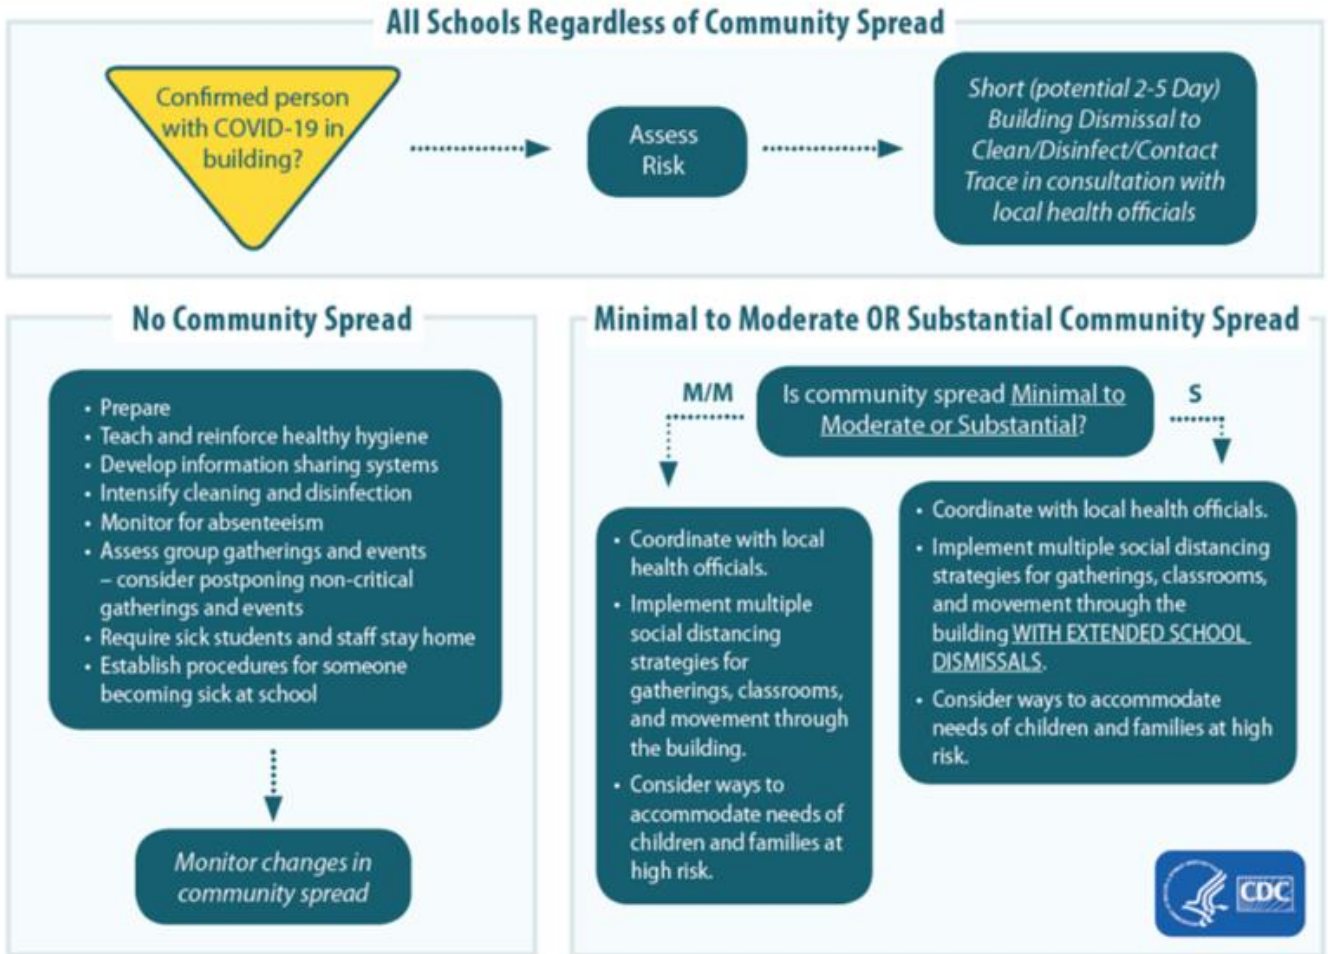 All Schools Regardless of Community Spread
Confirmed person
with COVID-19 in
building?
Assess
Risk
Short (potential 2-5 Day)
Building Dismissal to
Clean/Disinfect/Contact
Trace in consultation with
local health officials
No Community Spread
• Prepare
• Teach and reinforce healthy hygiene
• Develop information sharing systems
• Intensify cleaning and disinfection
• Monitor for absenteeism
• Assess group gatherings and events
– consider postponing non-critical
gatherings and events
• Require sick students and staff stay home
• Establish procedures for someone
becoming sick at school
Monitor changes in
community spread
Minimal to Moderate OR Substantial Community Spread
Is community spread Minimal to
Moderate or Substantial?
M/M
• Coordinate with local
health officials.
• Implement multiple
social distancing
strategies for
gatherings, classrooms,
and movement through
the building.
• Consider ways to
accommodate needs of
children and families at
high risk.
S
• Coordinate with local health officials.
• Implement multiple social distancing
strategies for gatherings, classrooms,
and movement through the
building WITH EXTENDED SCHOOL
DISMISSALS.
• Consider ways to accommodate
needs of children and families at high
risk.
CDC